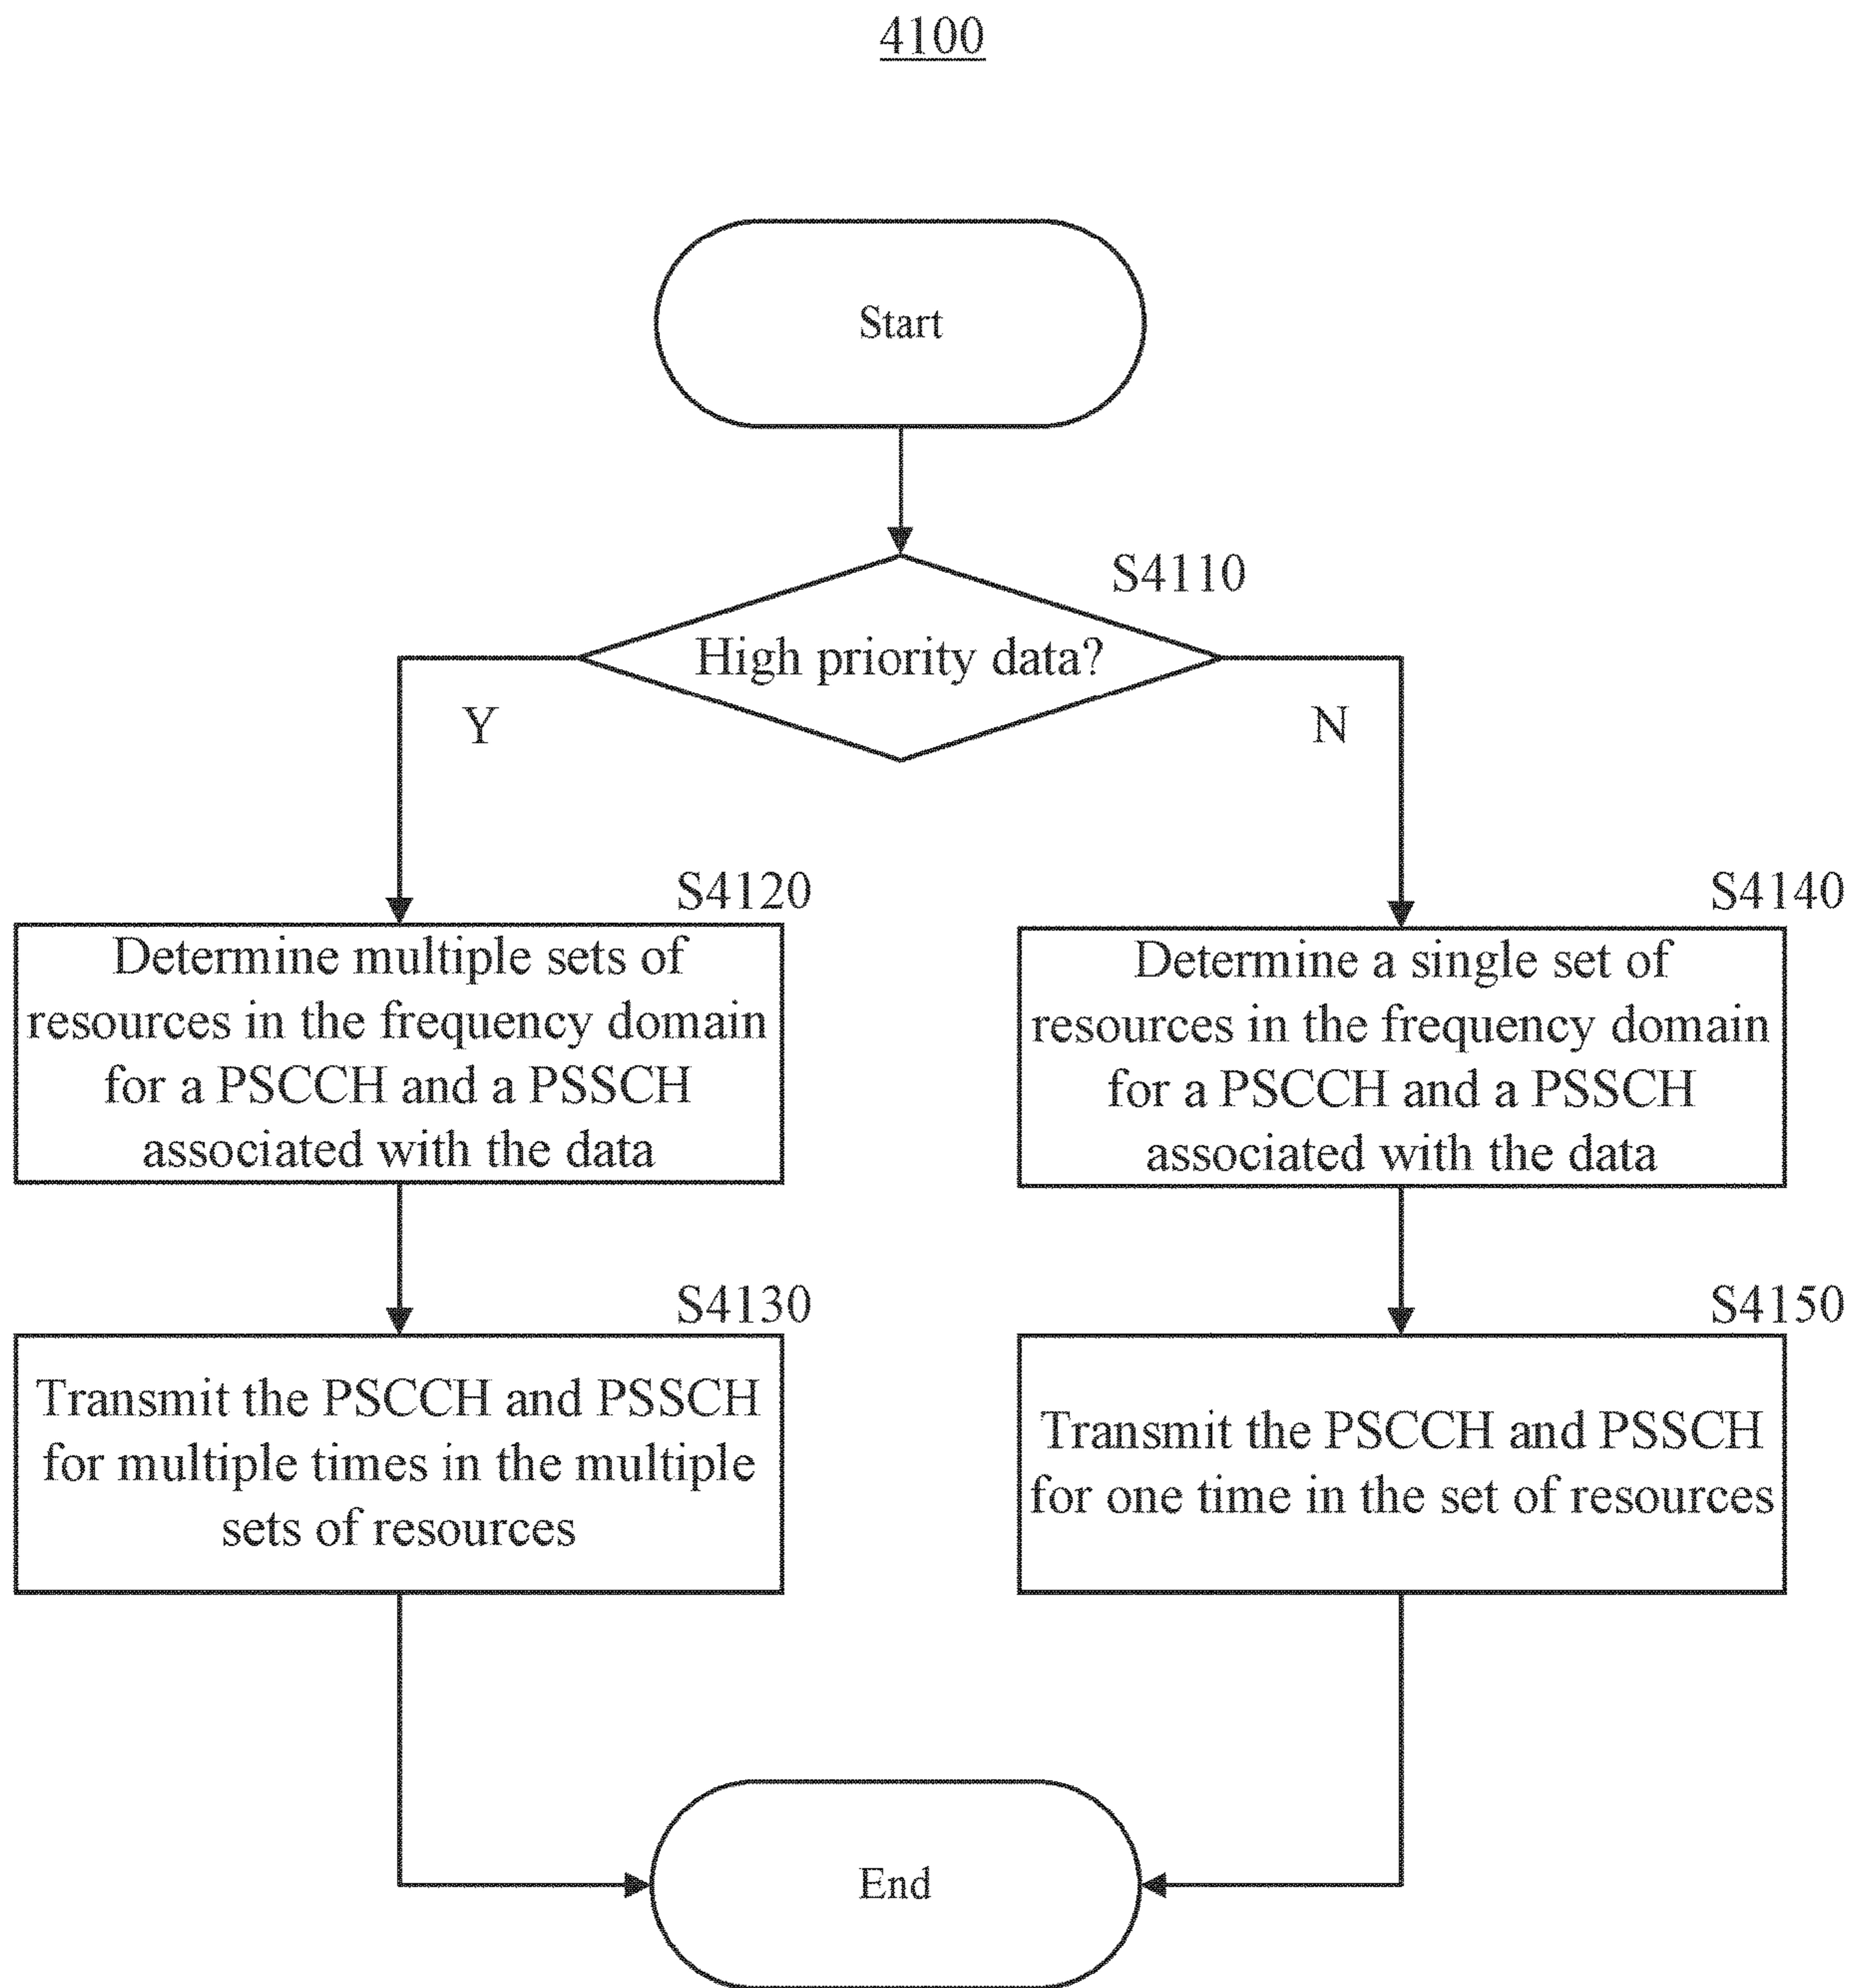 4100
Start
S4110
High priority data?
Y
N
S4120
Determine multiple sets of
resources in the frequency domain
for a PSCCH and a PSSCH
associated with the data
S4140
Determine a single set of
resources in the frequency domain
for a PSCCH and a PSSCH
associated with the data
S4130
Transmit the PSCCH and PSSCH
for multiple times in the multiple
sets of resources
S4150
Transmit the PSCCH and PSSCH
for one time in the set of resources
End